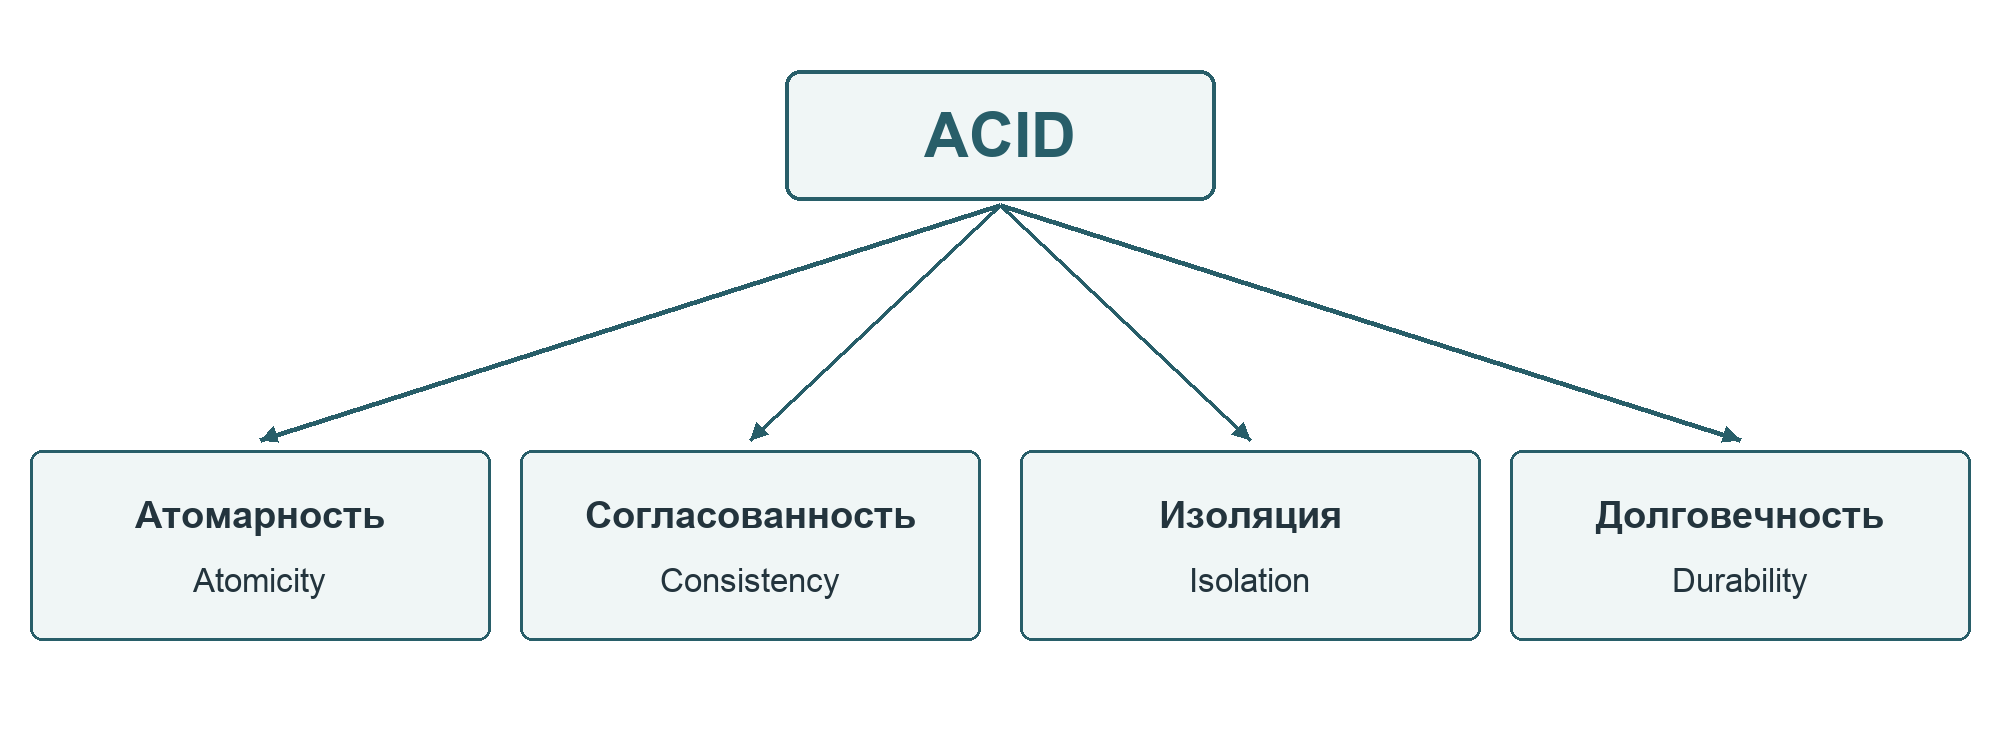 ACID
Атомарность
Atomicity
Согласованность
Consistency
Изоляция
Isolation
Долговечность
Durability